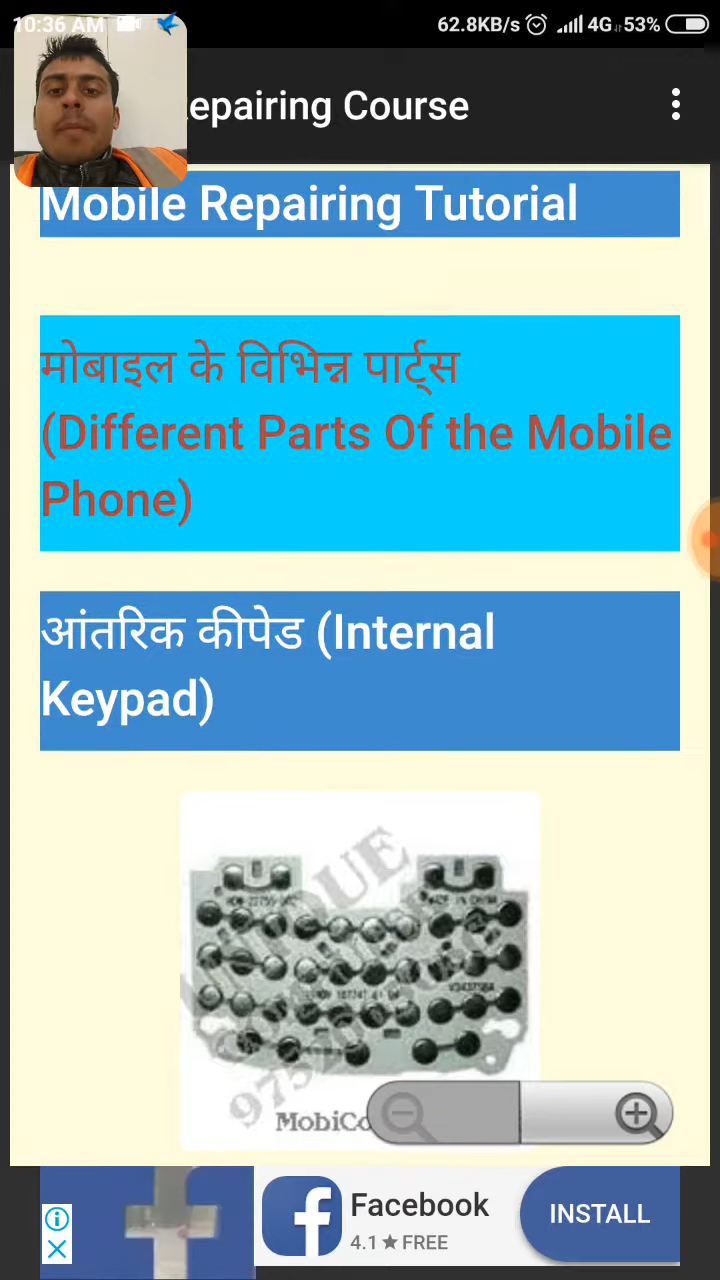 10:36 AM
62.8KB/s 4G 53%
epairing Course
Mobile Repairing Tutorial
मोबाइल के विभिन्न पार्ट्स
(Different Parts Of the Mobile
Phone)
आंतरिक कीपेड (Internal
Keypad)
MobiCo
Facebook
4.1★FREE
INSTALL